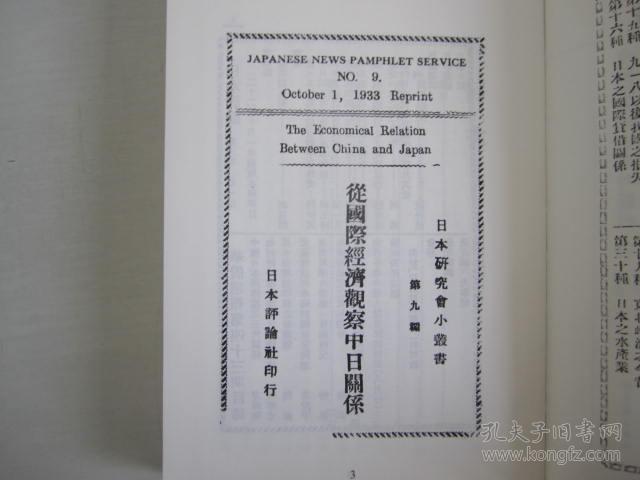 JAPANESE NEWS PAMPHLET SERVICE
NO. 9.
October 1, 1933 Reprint
The Economical Relation
Between China and Japan
日本研究會小叢書
第九編
從國際經濟觀察中日關係
日本評論社印行
3
第十六種 日本之國際貸借關係
第三十種 日本之水產業
孔夫子旧书网
www.kongfz.com